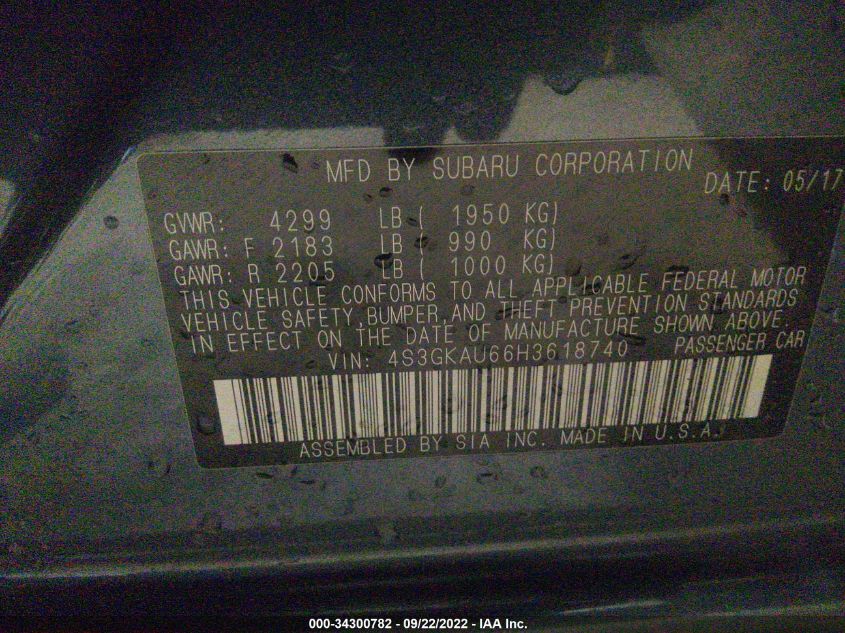 MFD BY SUBARU CORPORATION
DATE: 05/17
GVWR: 4299 LB ( 1950 KG)
GAWR: F 2183 LB ( 990 KG)
GAWR: R 2205 LB ( 1000 KG)
THIS VEHICLE CONFORMS TO ALL APPLICABLE FEDERAL MOTOR
VEHICLE SAFETY,BUMPER,AND THEFT PREVENTION STANDARDS
IN EFFECT ON THE DATE OF MANUFACTURE SHOWN ABOVE.
VIN: 4S3GKAU66H3618740 PASSENGER CAR
ASSEMBLED BY SIA INC. MADE IN U.S.A.
000-34300782 - 09/22/2022 - IAA Inc.